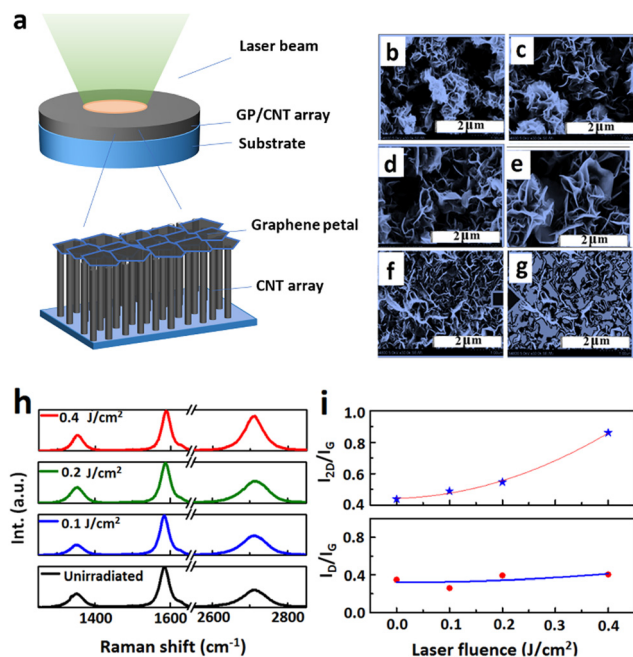 a
Laser beam
GP/CNT array
Substrate
Graphene petal
CNT array
b
2 μm
c
2 μm
d
2 μm
e
2 μm
f
2 μm
g
2 μm
h
0.4 J/cm²
0.2 J/cm²
0.1 J/cm²
Unirradiated
Int. (a.u.)
1400
1600
2600
2800
Raman shift (cm⁻¹)
i
1.0
0.8
0.6
0.4
I2D/IG
0.8
0.4
0.0
ID/IG
0.0
0.1
0.2
0.3
0.4
Laser fluence (J/cm²)